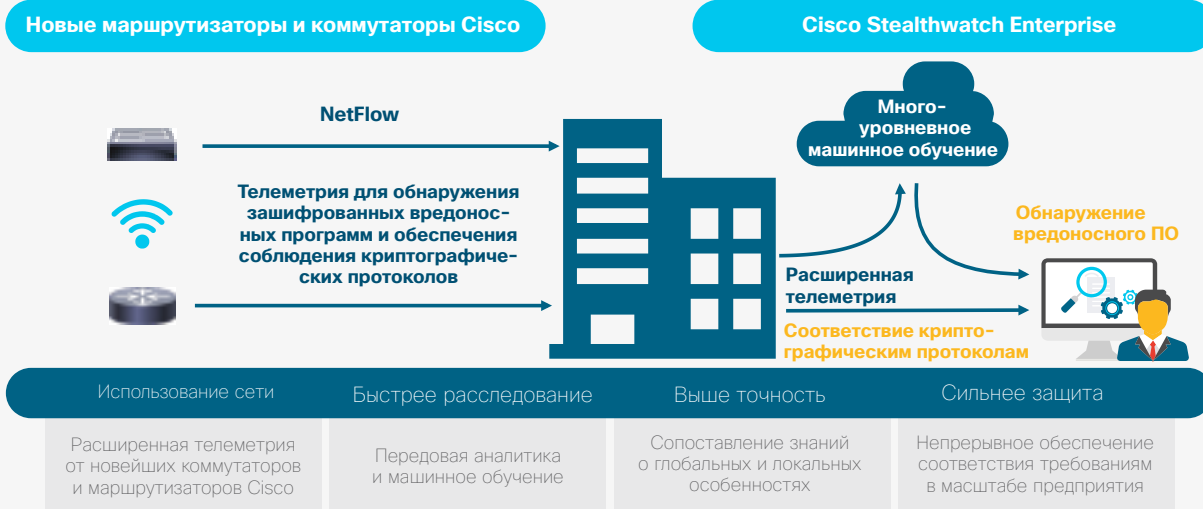 Новые маршрутизаторы и коммутаторы Cisco
Cisco Stealthwatch Enterprise
NetFlow
Телеметрия для обнаружения
зашифрованных вредонос-
ных программ и обеспечения
соблюдения криптографиче-
ских протоколов
Много-
уровневное
машинное обучение
Обнаружение
вредоносного ПО
Расширенная
телеметрия
Соответствие крипто-
графическим протоколам
Использование сети
Быстрее расследование
Выше точность
Сильнее защита
Расширенная телеметрия
от новейших коммутаторов
и маршрутизаторов Cisco
Передовая аналитика
и машинное обучение
Сопоставление знаний
о глобальных и локальных
особенностях
Непрерывное обеспечение
соответствия требованиям
в масштабе предприятия